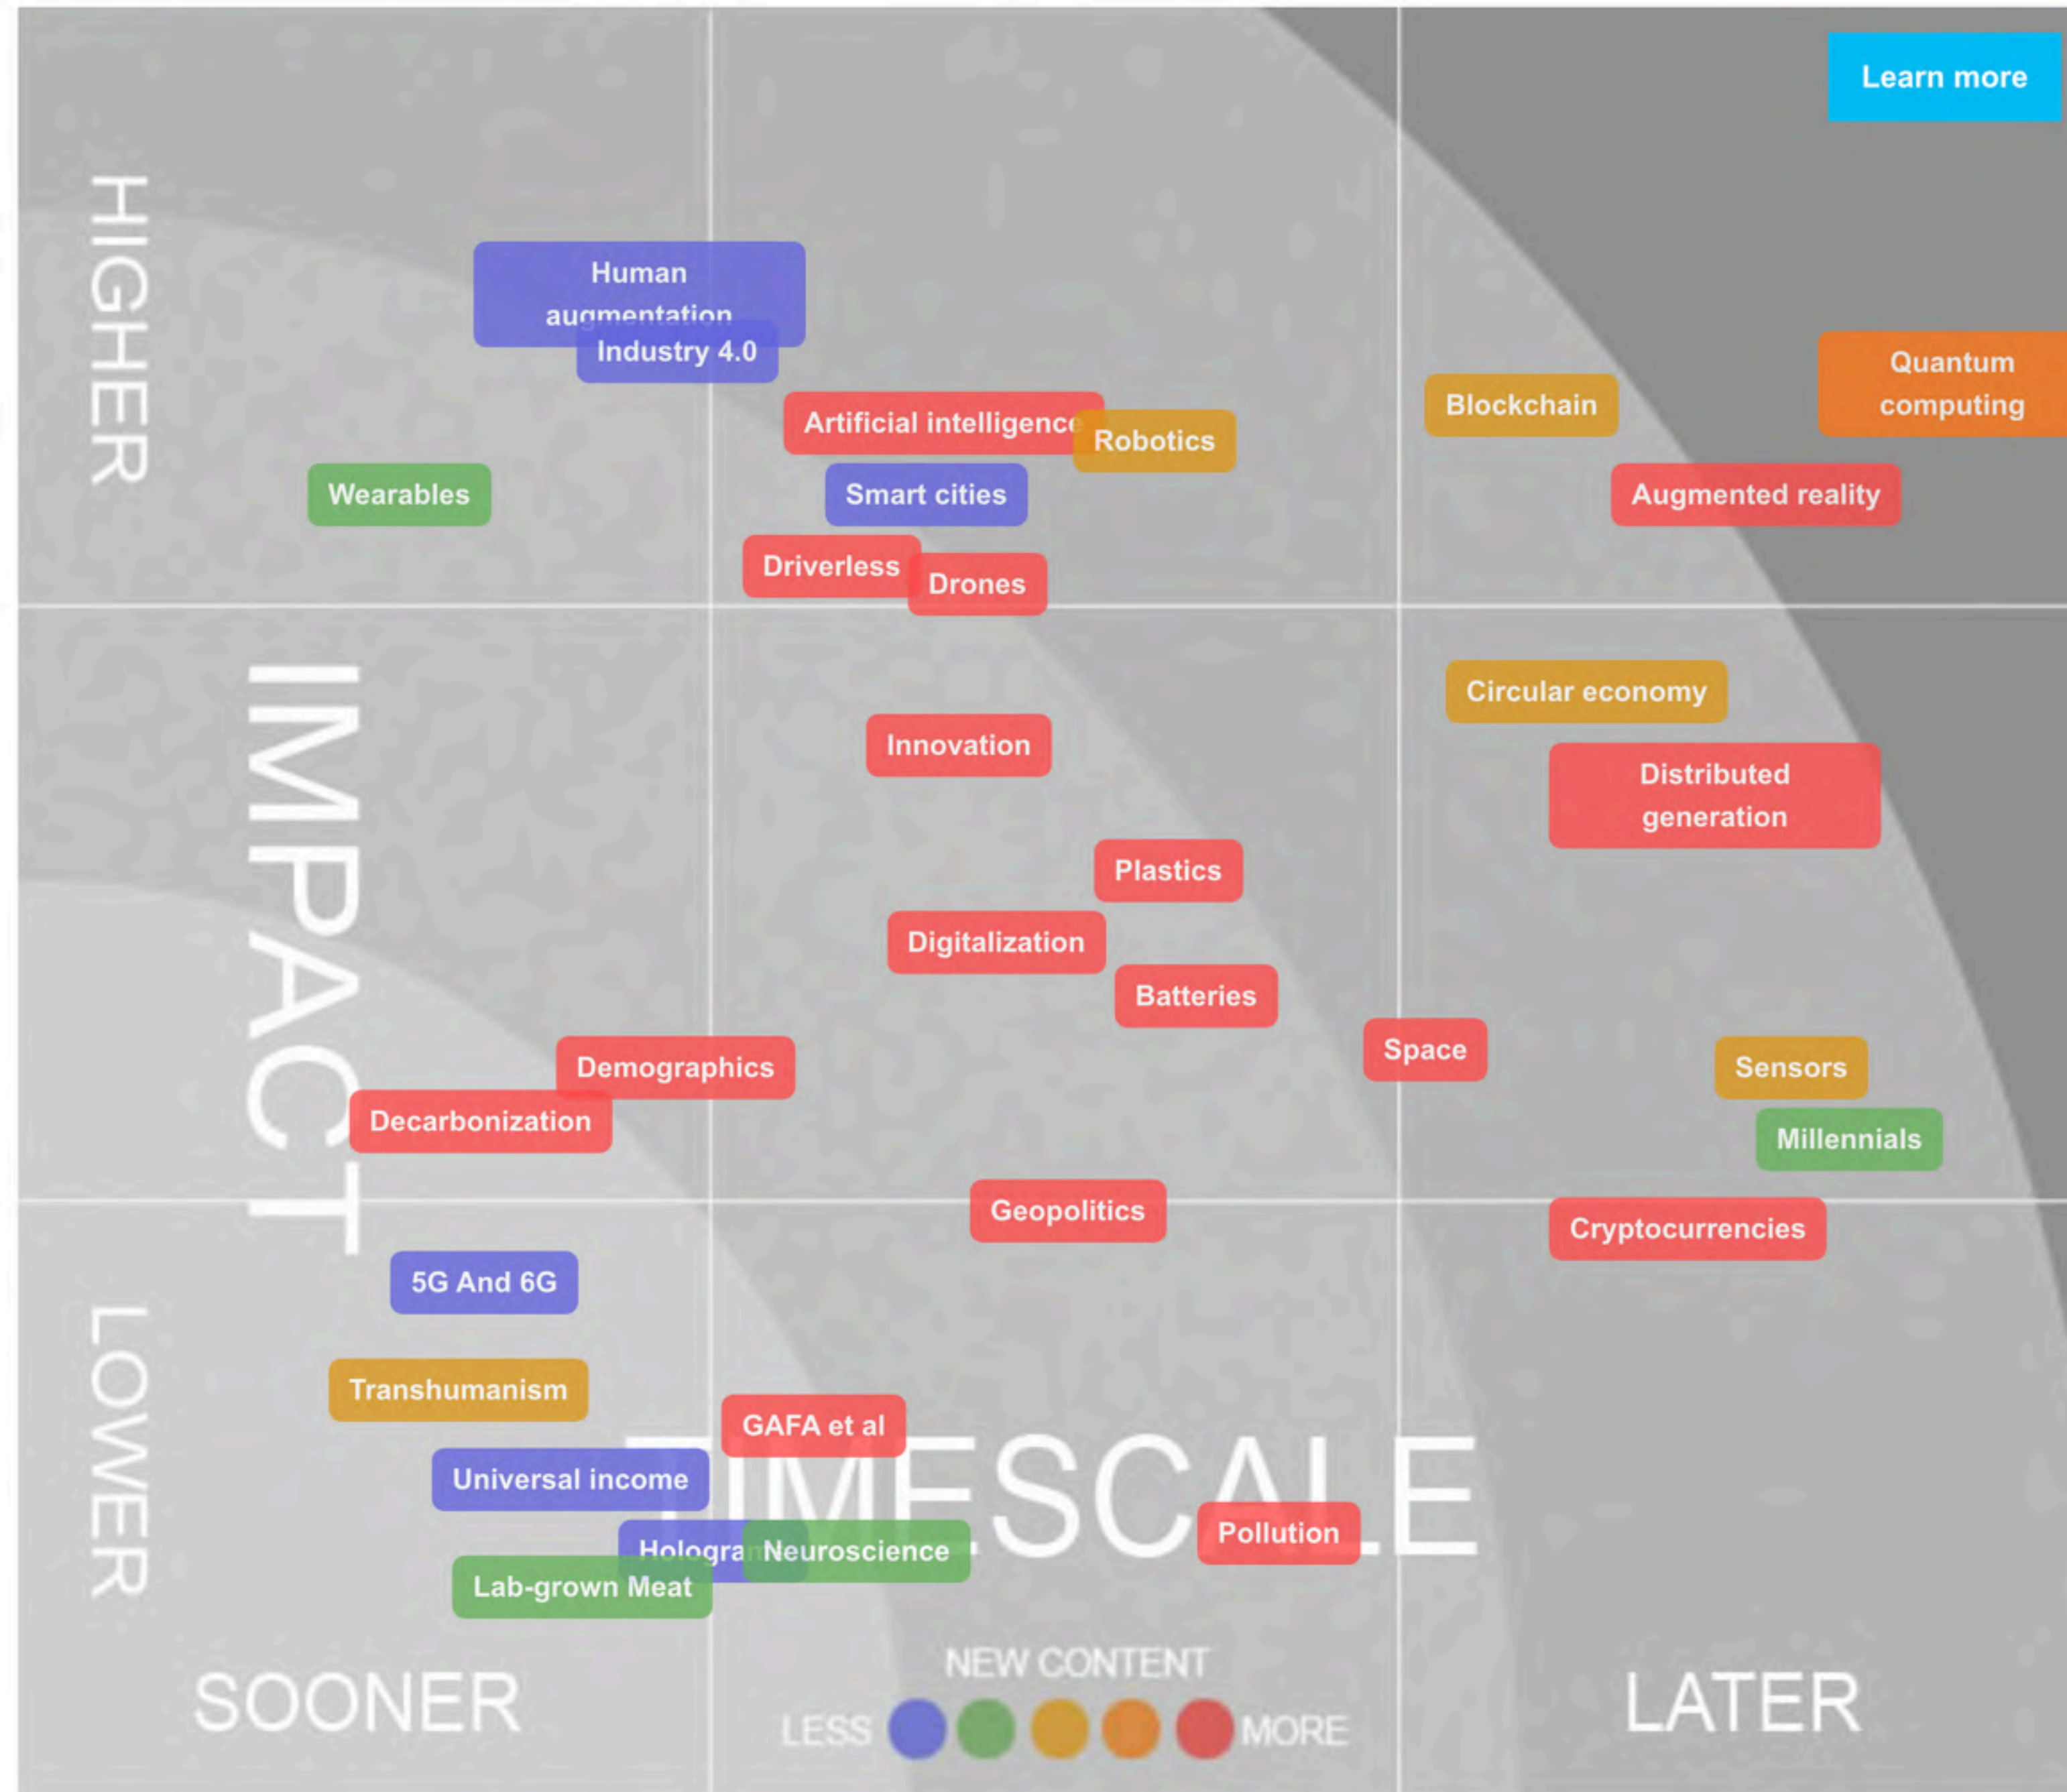 Learn more
HIGHER
Human
augmentation
Industry 4.0
Quantum
computing
Blockchain
Artificial intelligence
Robotics
Wearables
Smart cities
Augmented reality
Driverless
Drones
IMPACT
Circular economy
Innovation
Distributed
generation
Plastics
Digitalization
Batteries
Space
Demographics
Sensors
Decarbonization
Millennials
Geopolitics
Cryptocurrencies
5G And 6G
LOWER
Transhumanism
GAFA et al
Universal income
TIMESCALE
Pollution
Neuroscience
Lab-grown Meat
NEW CONTENT
SOONER
LESS
MORE
LATER